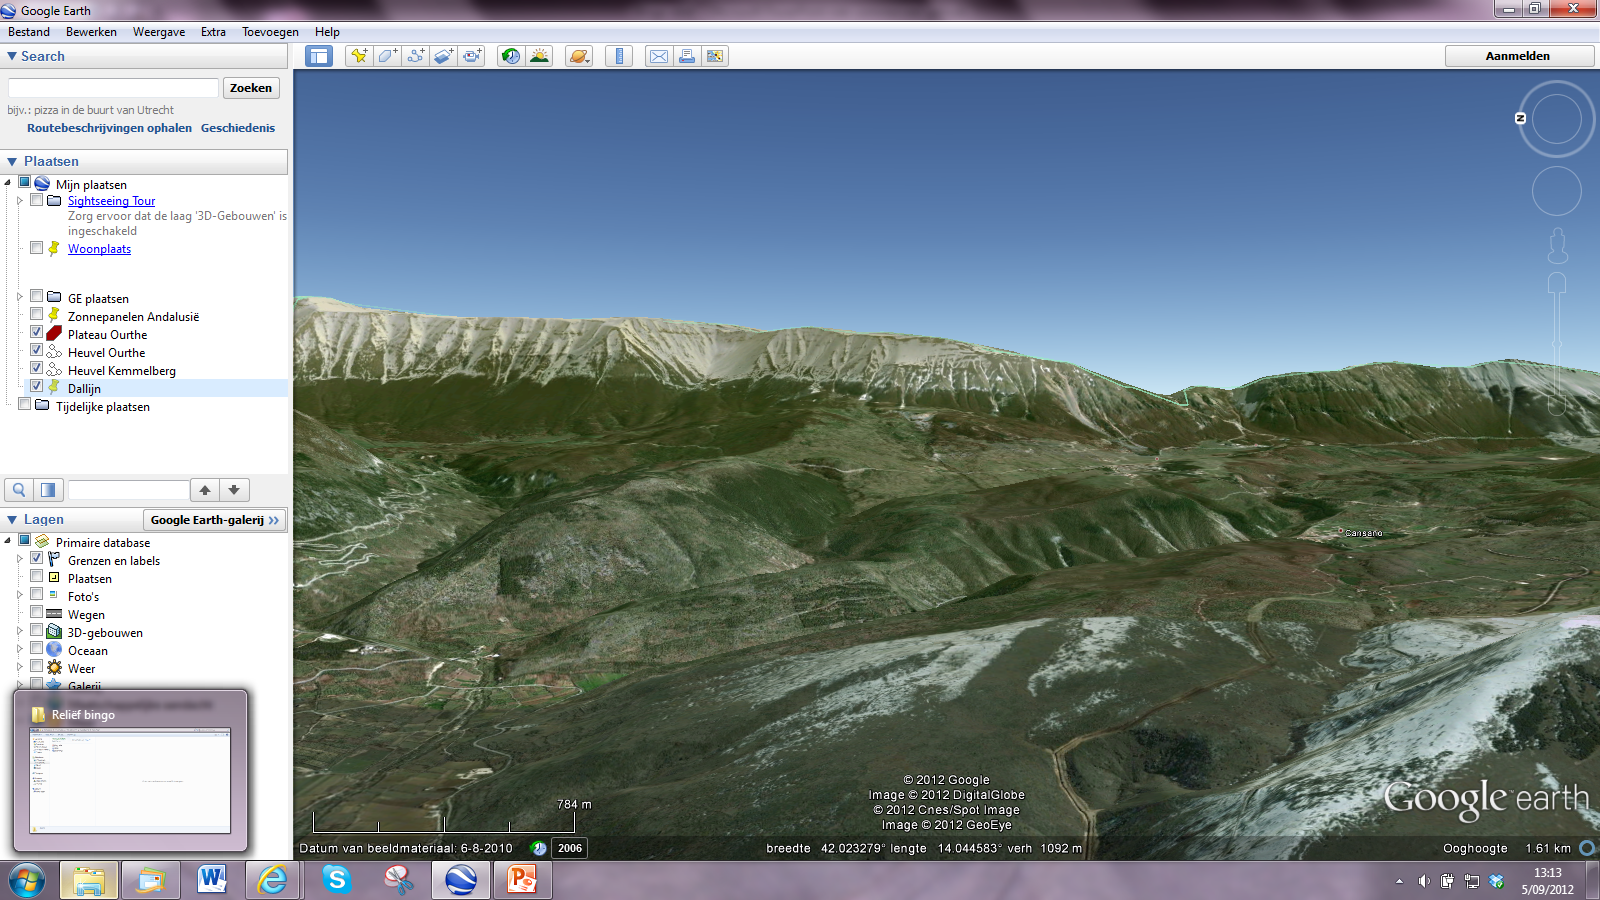 Google Earth
Bestand Bewerken Weergave Extra Toevoegen Help
Search
Zoeken
bijv.: pizza in de buurt van Utrecht
Routebeschrijvingen ophalen Geschiedenis
Plaatsen
Mijn plaatsen
Sightseeing Tour
Zorg ervoor dat de laag '3D-Gebouwen' is
ingeschakeld
Woonplaats
GE plaatsen
Zonnepanelen Andalusië
Plateau Ourthe
Heuvel Ourthe
Heuvel Kemmelberg
Dallijn
Tijdelijke plaatsen
Lagen
Google Earth-galerij »
Primaire database
Grenzen en labels
Plaatsen
Foto's
Wegen
3D-gebouwen
Oceaan
Weer
Galerij
Reliëf bingo
Aanmelden
N
Cansano
784 m
© 2012 Google
Image © 2012 DigitalGlobe
© 2012 Cnes/Spot Image
Image © 2012 GeoEye
Google earth
Datum van beeldmateriaal: 6-8-2010 2006 breedte 42.023279° lengte 14.044583° verh 1092 m Ooghoogte 1.61 km
13:13
5/09/2012